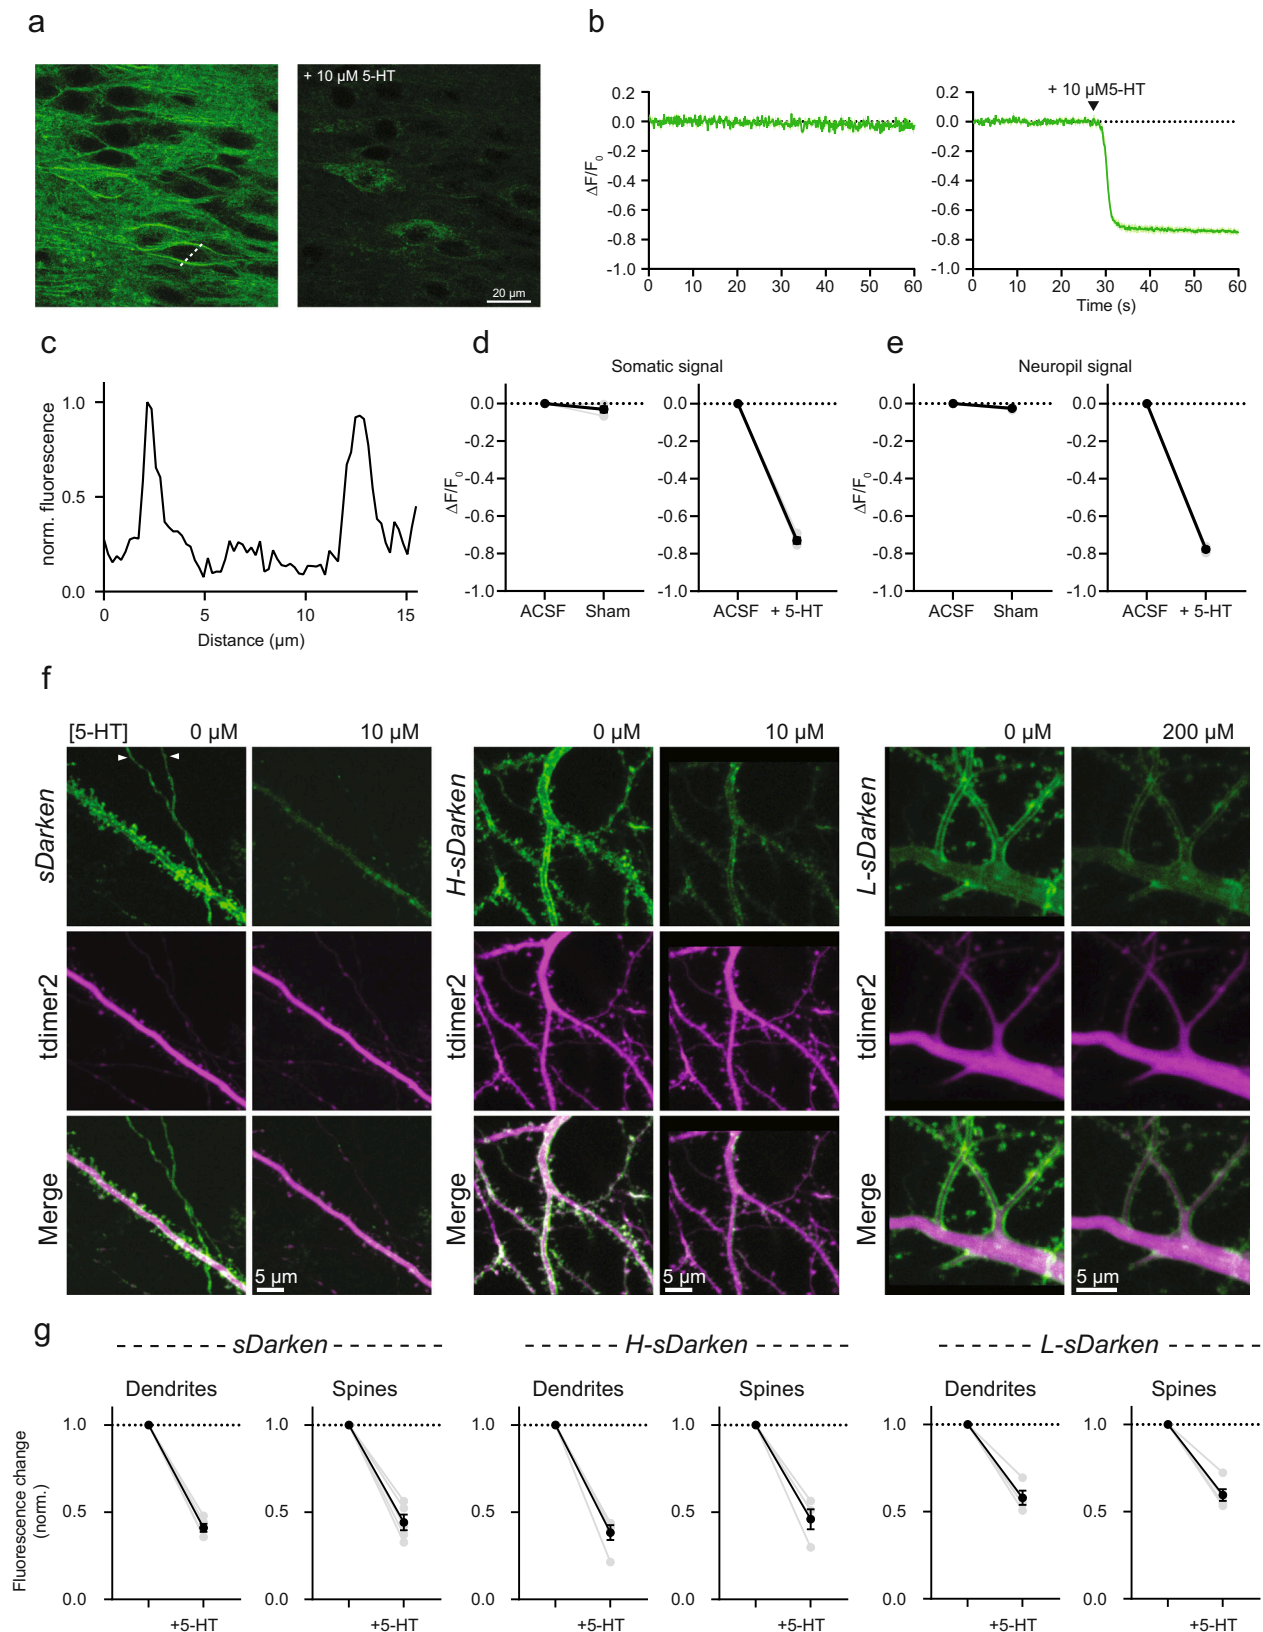 a
+ 10 µM 5-HT
20 µm
b
ΔF/F0
0.2
0.0
-0.2
-0.4
-0.6
-0.8
-1.0
0 10 20 30 40 50 60
+ 10 µM5-HT
0.2
0.0
-0.2
-0.4
-0.6
-0.8
-1.0
0 10 20 30 40 50 60
Time (s)
c
norm. fluorescence
1.0
0.5
0.0
0 5 10 15
Distance (µm)
d
Somatic signal
ΔF/F0
0.0
-0.2
-0.4
-0.6
-0.8
-1.0
ACSF Sham
0.0
-0.2
-0.4
-0.6
-0.8
-1.0
ACSF + 5-HT
e
Neuropil signal
ΔF/F0
0.0
-0.2
-0.4
-0.6
-0.8
-1.0
ACSF Sham
0.0
-0.2
-0.4
-0.6
-0.8
-1.0
ACSF + 5-HT
f
[5-HT] 0 µM 10 µM
sDarken
tdimer2
Merge
5 µm
0 µM 10 µM
H-sDarken
tdimer2
Merge
5 µm
0 µM 200 µM
L-sDarken
tdimer2
Merge
5 µm
g
sDarken
H-sDarken
L-sDarken
Fluorescence change
(norm.)
Dendrites
1.0
0.5
0.0
+5-HT
Spines
1.0
0.5
0.0
+5-HT
Dendrites
1.0
0.5
0.0
+5-HT
Spines
1.0
0.5
0.0
+5-HT
Dendrites
1.0
0.5
0.0
+5-HT
Spines
1.0
0.5
0.0
+5-HT